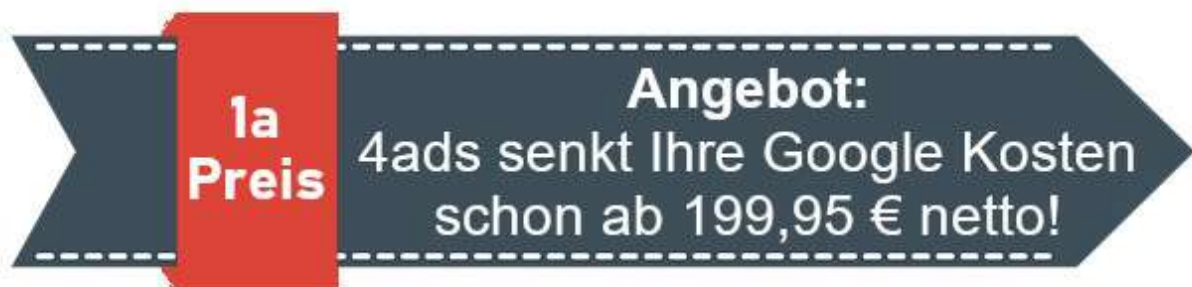 1a
Preis
Angebot:
4ads senkt Ihre Google Kosten
schon ab 199,95 € netto!